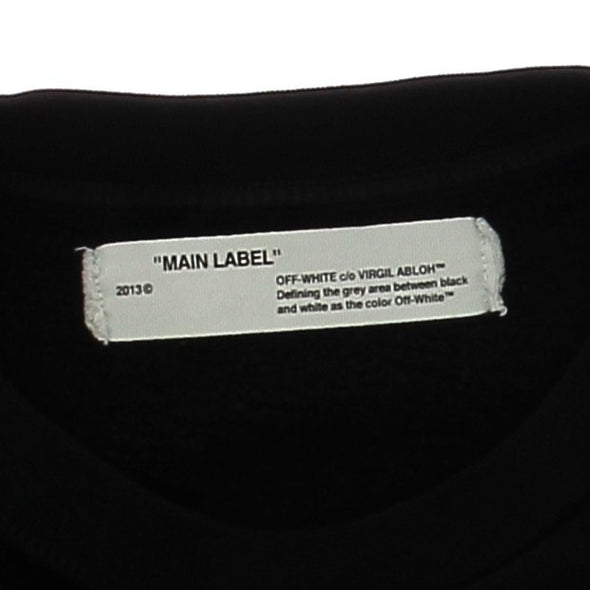 "MAIN LABEL"
2013©
OFF-WHITE c/o VIRGIL ABLOH™
Defining the grey area between black
and white as the color Off-White™